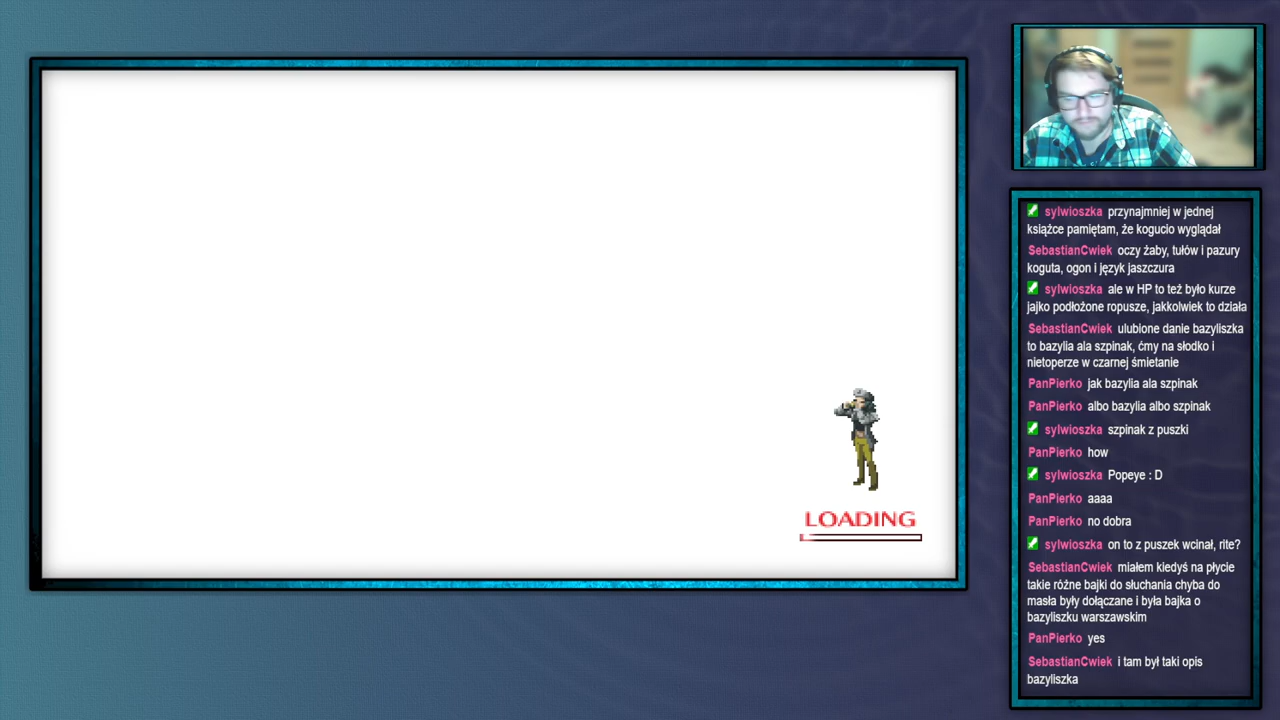 sylwioszka przynajmniej w jednej
książce pamiętam, że kogucio wyglądał
SebastianCwiek oczy żaby, tułów i pazury
koguta, ogon i język jaszczura
sylwioszka ale w HP to też było kurze
jajko podłożone ropusze, jakkolwiek to działa
SebastianCwiek ulubione danie bazyliszka
to bazylia ala szpinak, ćmy na słodko i
nietoperze w czarnej śmietanie
PanPierko jak bazylia ala szpinak
PanPierko albo bazylia albo szpinak
sylwioszka szpinak z puszki
PanPierko how
sylwioszka Popeye : D
PanPierko aaaa
PanPierko no dobra
sylwioszka on to z puszek wcinał, rite?
SebastianCwiek miałem kiedyś na płycie
takie różne bajki do słuchania chyba do
masła były dołączane i była bajka o
bazyliszku warszawskim
PanPierko yes
SebastianCwiek i tam był taki opis
bazyliszka
LOADING